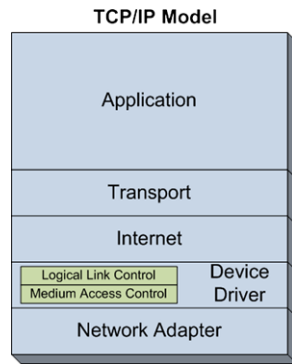 TCP/IP Model
Application
Transport
Internet
Logical Link Control
Medium Access Control
Device
Driver
Network Adapter